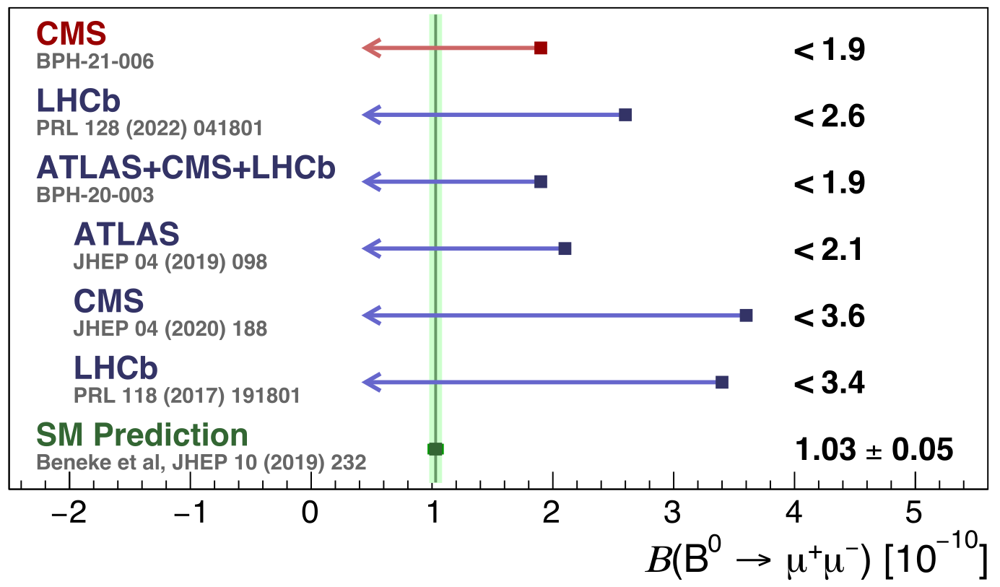 CMS
BPH-21-006
< 1.9
LHCb
PRL 128 (2022) 041801
< 2.6
ATLAS+CMS+LHCb
BPH-20-003
< 1.9
ATLAS
JHEP 04 (2019) 098
< 2.1
CMS
JHEP 04 (2020) 188
< 3.6
LHCb
PRL 118 (2017) 191801
< 3.4
SM Prediction
Beneke et al, JHEP 10 (2019) 232
1.03 ± 0.05
−2 −1 0 1 2 3 4 5
B(B⁰ → μ⁺μ⁻) [10⁻¹⁰]